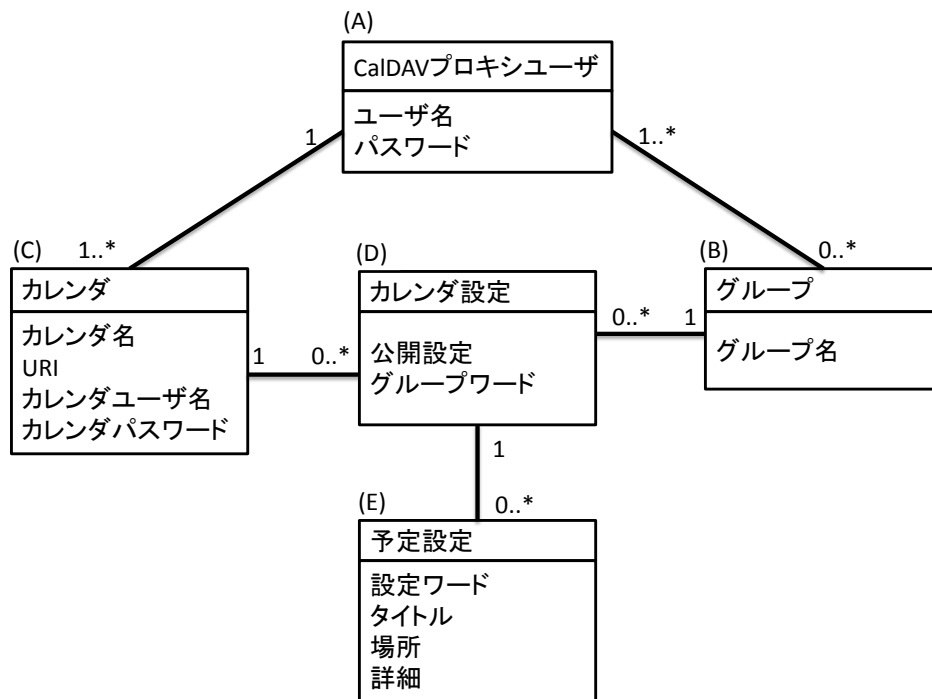 (A)
CalDAVプロキシユーザ
ユーザ名
パスワード
1
1..*
(C)
1..*
(D)
(B)
0..*
カレンダ
カレンダ名
URI
カレンダユーザ名
カレンダパスワード
1
0..*
カレンダ設定
公開設定
グループワード
0..*
1
グループ
グループ名
1
0..*
(E)
予定設定
設定ワード
タイトル
場所
詳細